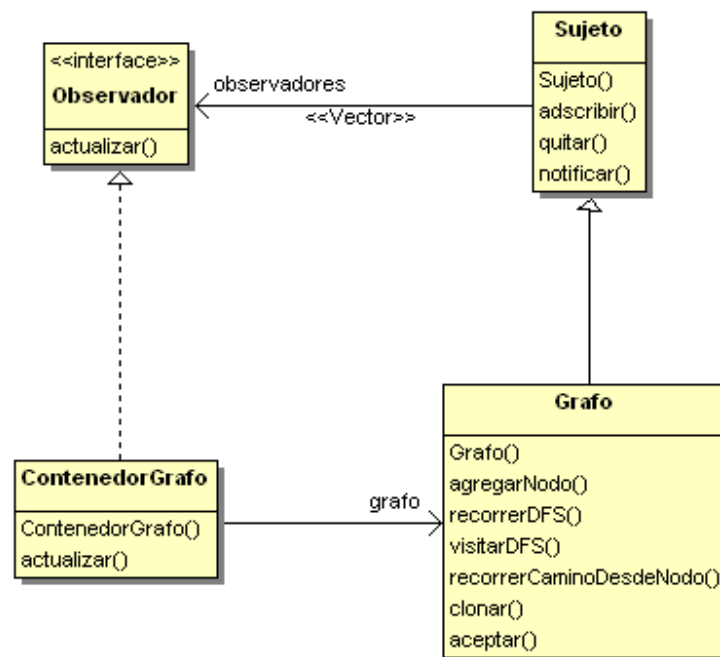 <<interface>>
Observador
actualizar()
observadores
<<Vector>>
Sujeto
Sujeto()
adscribir()
quitar()
notificar()
ContenedorGrafo
ContenedorGrafo()
actualizar()
grafo
Grafo
Grafo()
agregarNodo()
recorrerDFS()
visitarDFS()
recorrerCaminoDesdeNodo()
clonar()
aceptar()